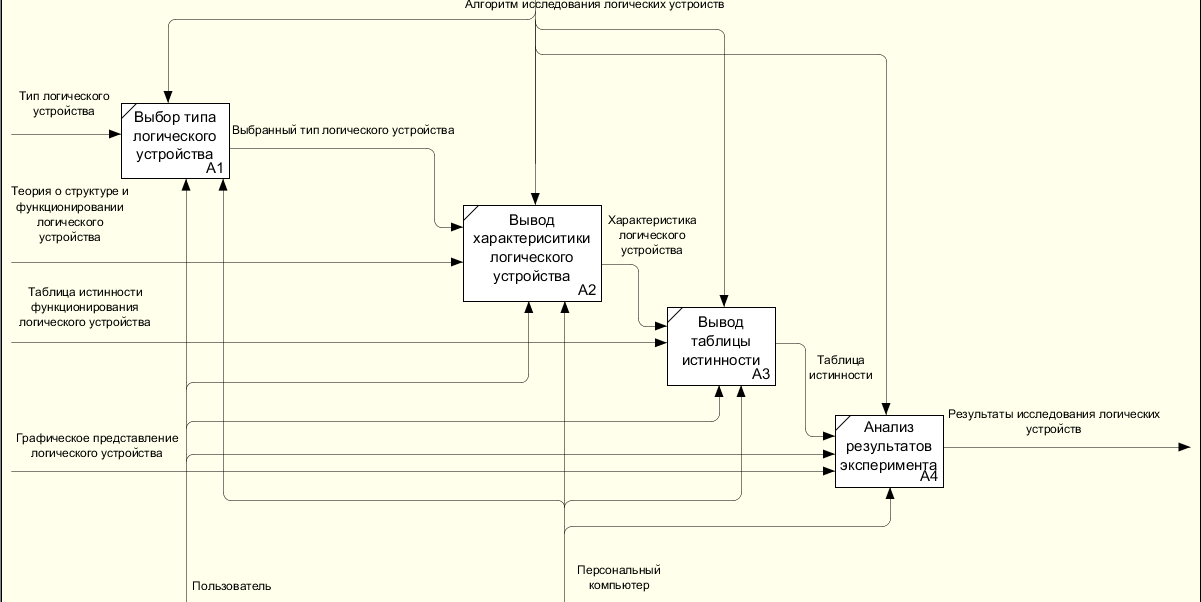 Алгоритм исследования логических устройств
Тип логического
устройства
Выбор типа
логического
устройства
A1
Выбранный тип логического устройства
Теория о структуре и
функционировании
логического
устройства
Вывод
характериситики
логического
устройства
A2
Характеристика
логического
устройства
Таблица истинности
функционирования
логического устройства
Вывод
таблицы
истинности
A3
Таблица
истинности
Графическое представление
логического устройства
Анализ
результатов
эксперимента
A4
Результаты исследования логических
устройств
Пользователь
Персональный
компьютер